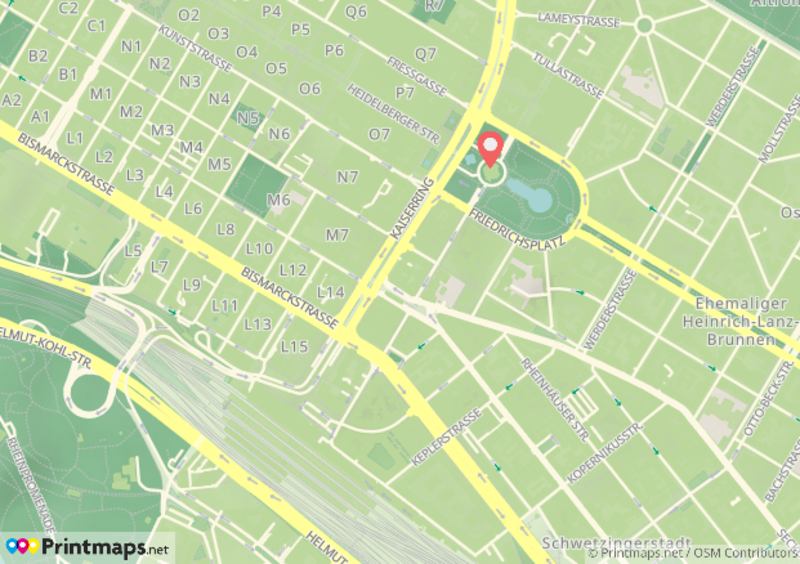 P4
Q6
R7
LAMEYSTRASSE
C2
O2
P5
C1
O3
KUNSTSTRASSE
N1
O4
P6
Q7
TULLASTRASSE
B2
N2
O5
FRESSGASSE
WERDERSTRASSE
B1
N3
O6
P7
A2
M1
N4
HEIDELBERGER STR.
MOLLSTRASSE
A1
M2
N5
O7
M3
N6
L1
M4
BISMARCKSTRASSE
L2
M5
L3
N7
L4
M6
KAISERRING
L6
FRIEDRICHSPLATZ
L8
M7
L5
L10
L7
L12
BISMARCKSTRASSE
L9
L14
WERDERSTRASSE
Ehemaliger
Heinrich-Lanz-
Brunnen
L11
L13
L15
HELMUT-KOHL-STR.
RHEINHÄUSER STR.
OTTO-BECK-STR.
KEPLERSTRASSE
KOPERNIKUSSTR.
RHEINPROMENADE
HELMUT-
Schwetzingerstadt
Printmaps.net
© Printmaps.net / OSM Contributors